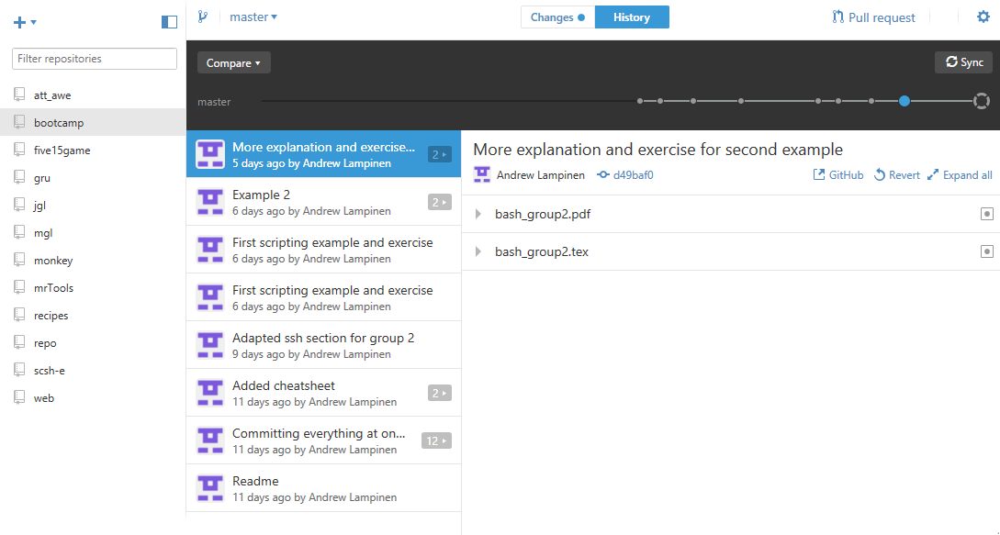 master
Changes
History
Pull request
Filter repositories
att_awe
bootcamp
five15game
gru
jgl
mgl
monkey
mrTools
recipes
repo
scsh-e
web
Compare
Sync
master
More explanation and exercise...
5 days ago by Andrew Lampinen
2
Example 2
6 days ago by Andrew Lampinen
2
First scripting example and exercise
6 days ago by Andrew Lampinen
First scripting example and exercise
6 days ago by Andrew Lampinen
Adapted ssh section for group 2
9 days ago by Andrew Lampinen
Added cheatsheet
11 days ago by Andrew Lampinen
2
Committing everything at on...
11 days ago by Andrew Lampinen
12
Readme
11 days ago by Andrew Lampinen
More explanation and exercise for second example
Andrew Lampinen d49baf0 GitHub Revert Expand all
bash_group2.pdf
bash_group2.tex